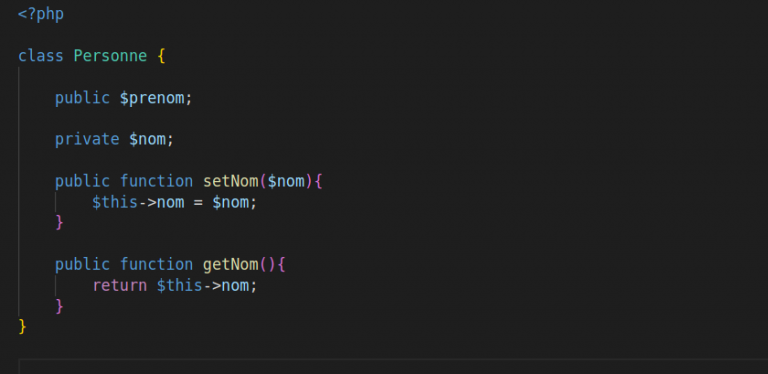 <?php
class Personne {
public $prenom;
private $nom;
public function setNom($nom){
$this->nom = $nom;
}
public function getNom(){
return $this->nom;
}
}